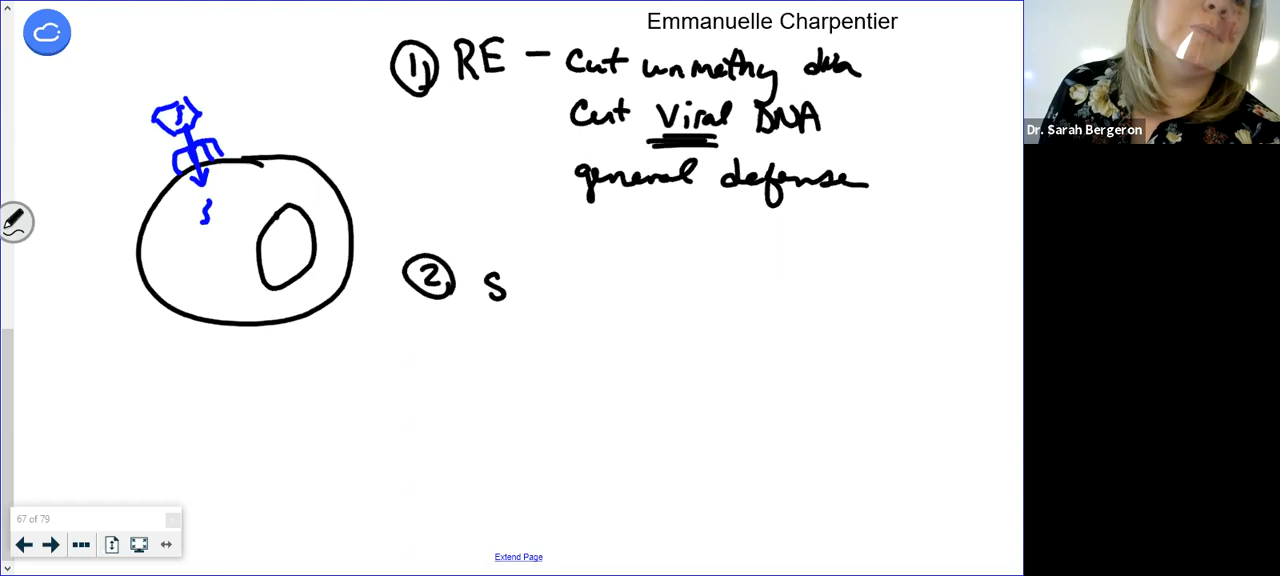 Emmanuelle Charpentier
① RE - Cut unmethy dna
Cut Viral DNA
general defense
② S
Dr. Sarah Bergeron
67 of 79
Extend Page